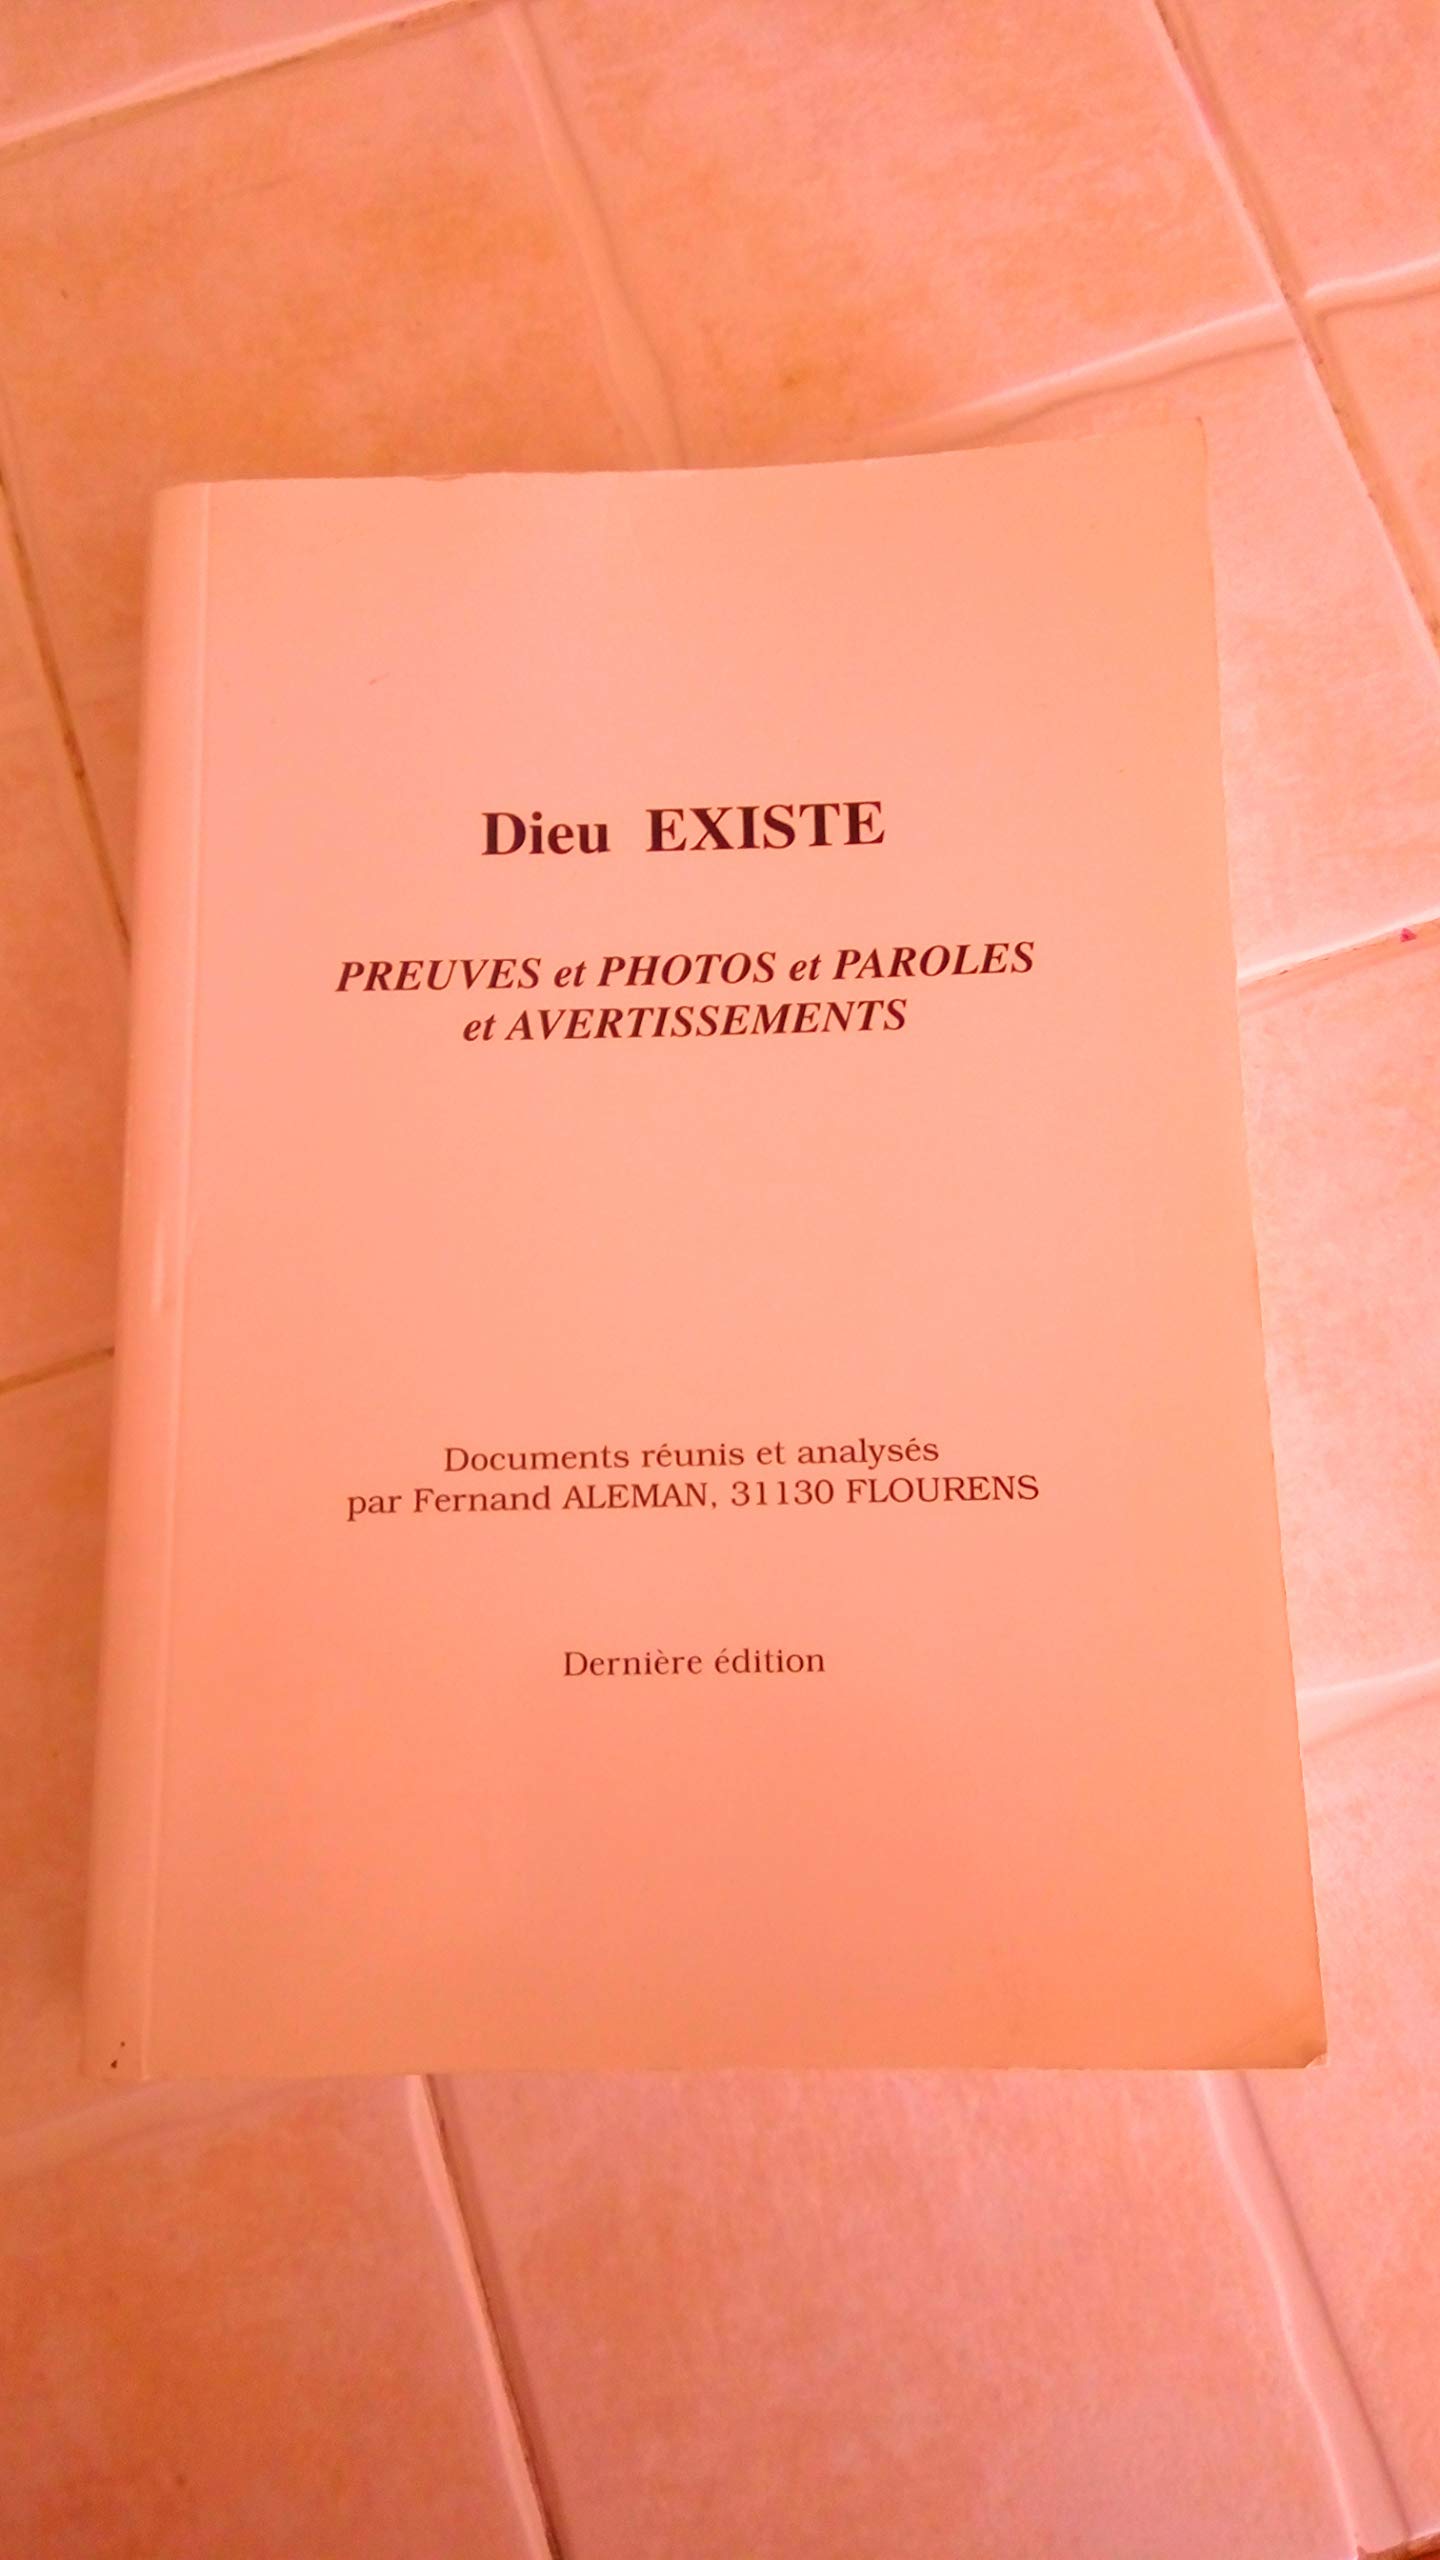 Dieu EXISTE
PREUVES et PHOTOS et PAROLES
et AVERTISSEMENTS
Documents réunis et analysés
par Fernand ALEMAN, 31130 FLOURENS
Dernière édition